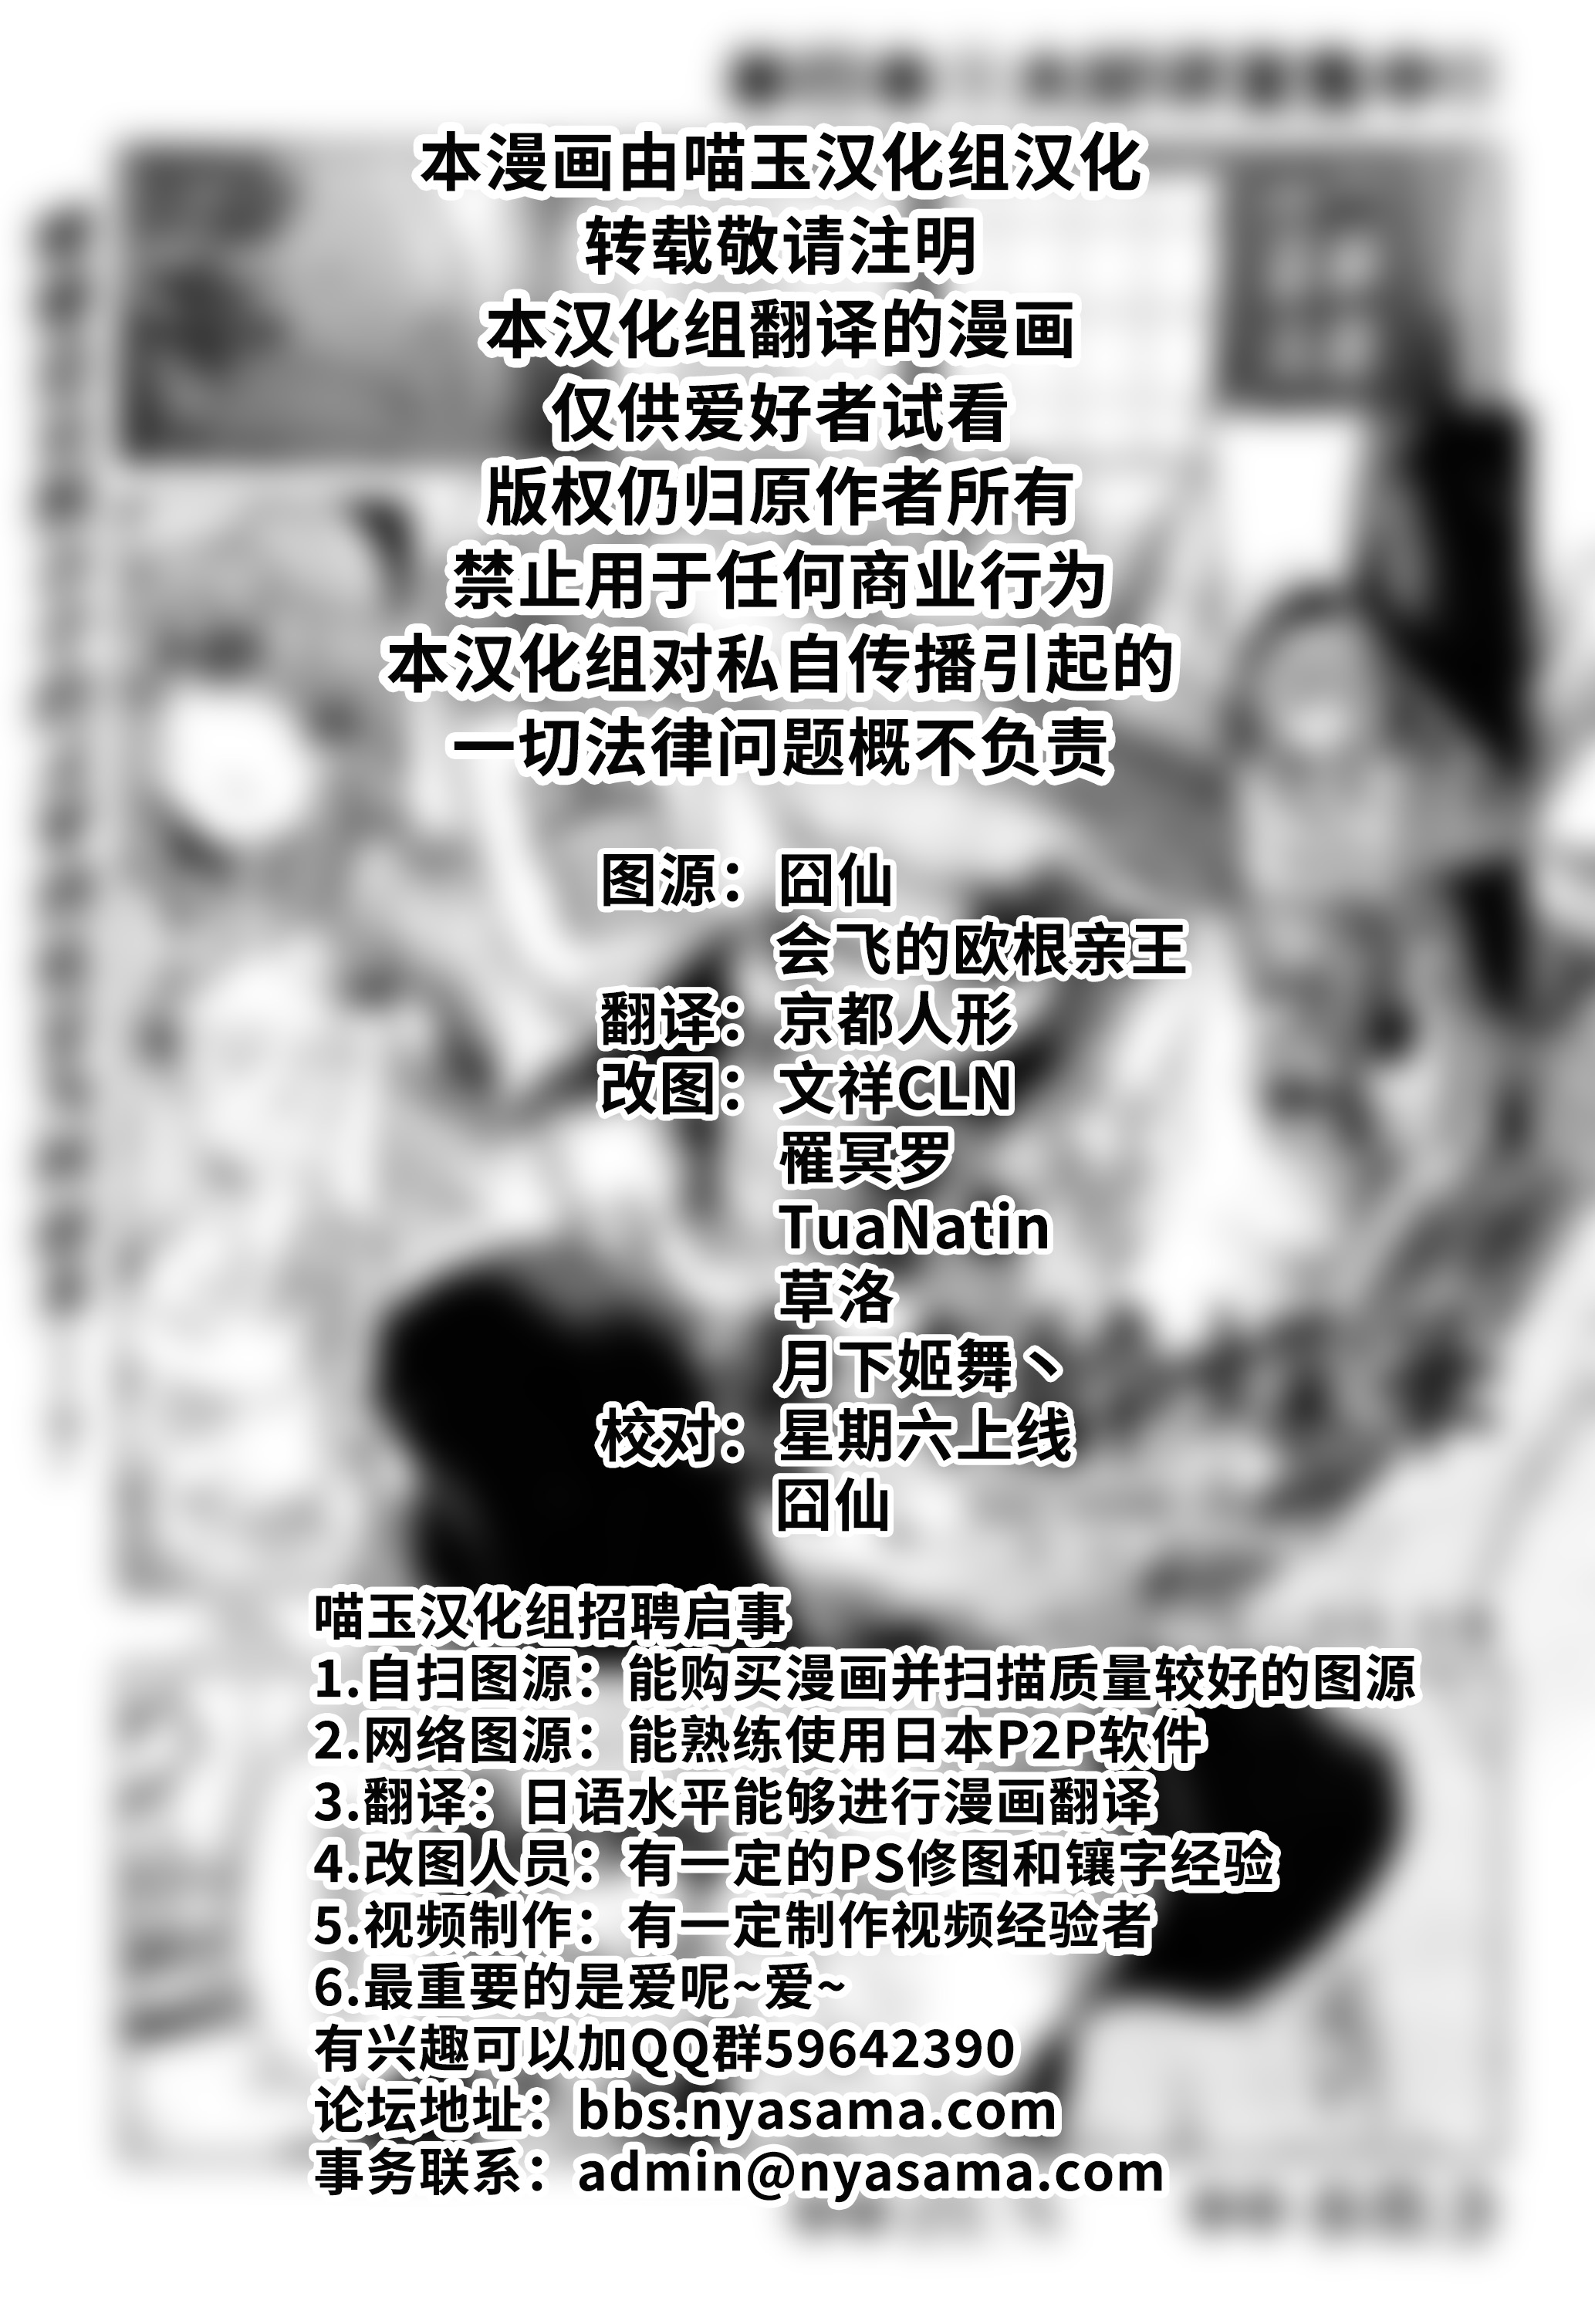 本漫画由喵玉汉化组汉化
转载敬请注明
本汉化组翻译的漫画
仅供爱好者试看
版权仍归原作者所有
禁止用于任何商业行为
本汉化组对私自传播引起的
一切法律问题概不负责
图源：囧仙
会飞的欧根亲王
翻译：京都人形
改图：文祥CLN
罹冥罗
TuaNatin
草洛
月下姬舞丶
校对：星期六上线
囧仙
喵玉汉化组招聘启事
1.自扫图源：能购买漫画并扫描质量较好的图源
2.网络图源：能熟练使用日本P2P软件
3.翻译：日语水平能够进行漫画翻译
4.改图人员：有一定的PS修图和镶字经验
5.视频制作：有一定制作视频经验者
6.最重要的是爱呢~爱~
有兴趣可以加QQ群59642390
论坛地址：bbs.nyasama.com
事务联系：admin@nyasama.com